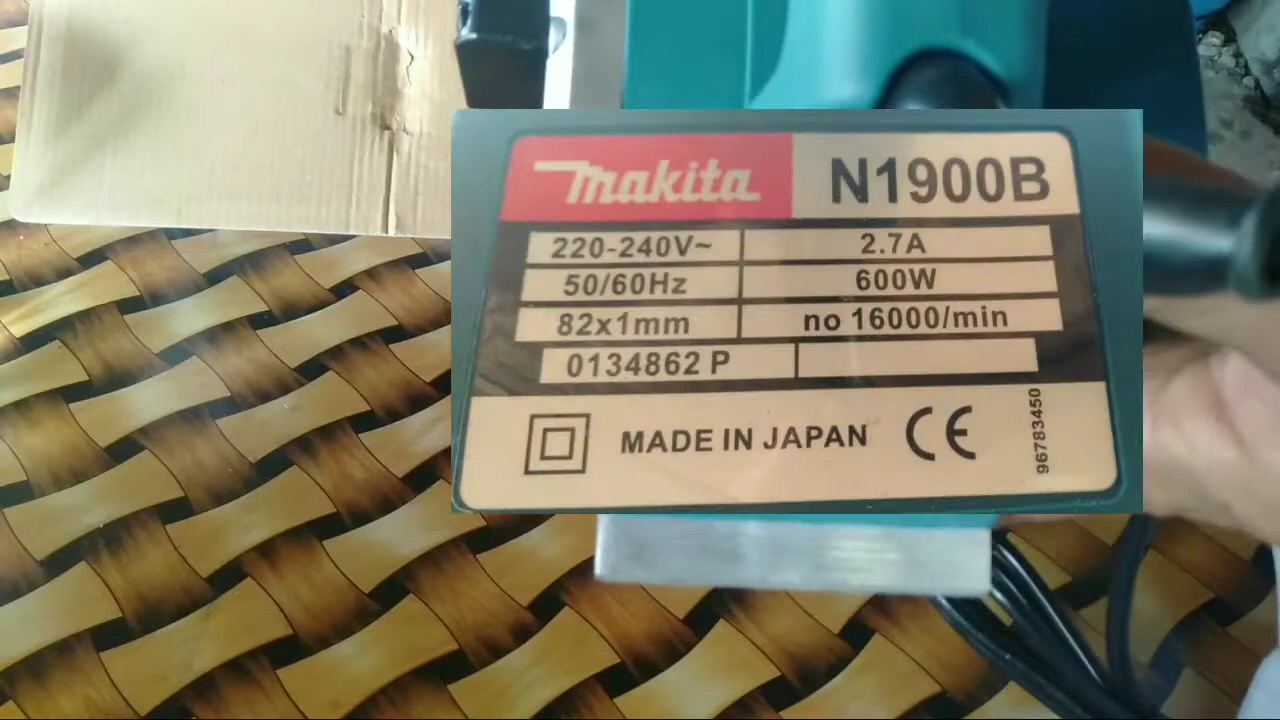 makita N1900B
220-240V~ 2.7A
50/60Hz 600W
82x1mm no 16000/min
0134862 P
MADE IN JAPAN CE
96783450